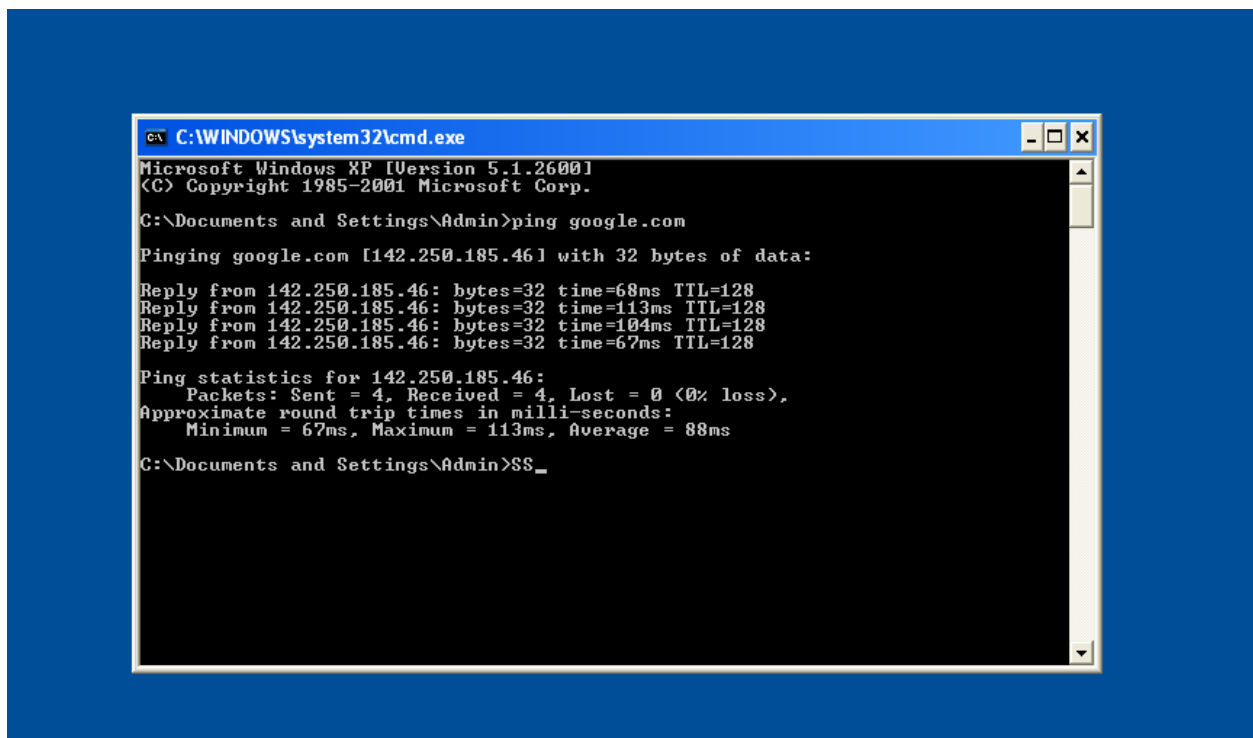 C:\WINDOWS\system32\cmd.exe
Microsoft Windows XP [Version 5.1.2600]
(C) Copyright 1985-2001 Microsoft Corp.
C:\Documents and Settings\Admin>ping google.com
Pinging google.com [142.250.185.46] with 32 bytes of data:
Reply from 142.250.185.46: bytes=32 time=68ms TTL=128
Reply from 142.250.185.46: bytes=32 time=113ms TTL=128
Reply from 142.250.185.46: bytes=32 time=104ms TTL=128
Reply from 142.250.185.46: bytes=32 time=67ms TTL=128
Ping statistics for 142.250.185.46:
    Packets: Sent = 4, Received = 4, Lost = 0 (0% loss),
Approximate round trip times in milli-seconds:
    Minimum = 67ms, Maximum = 113ms, Average = 88ms
C:\Documents and Settings\Admin>SS_